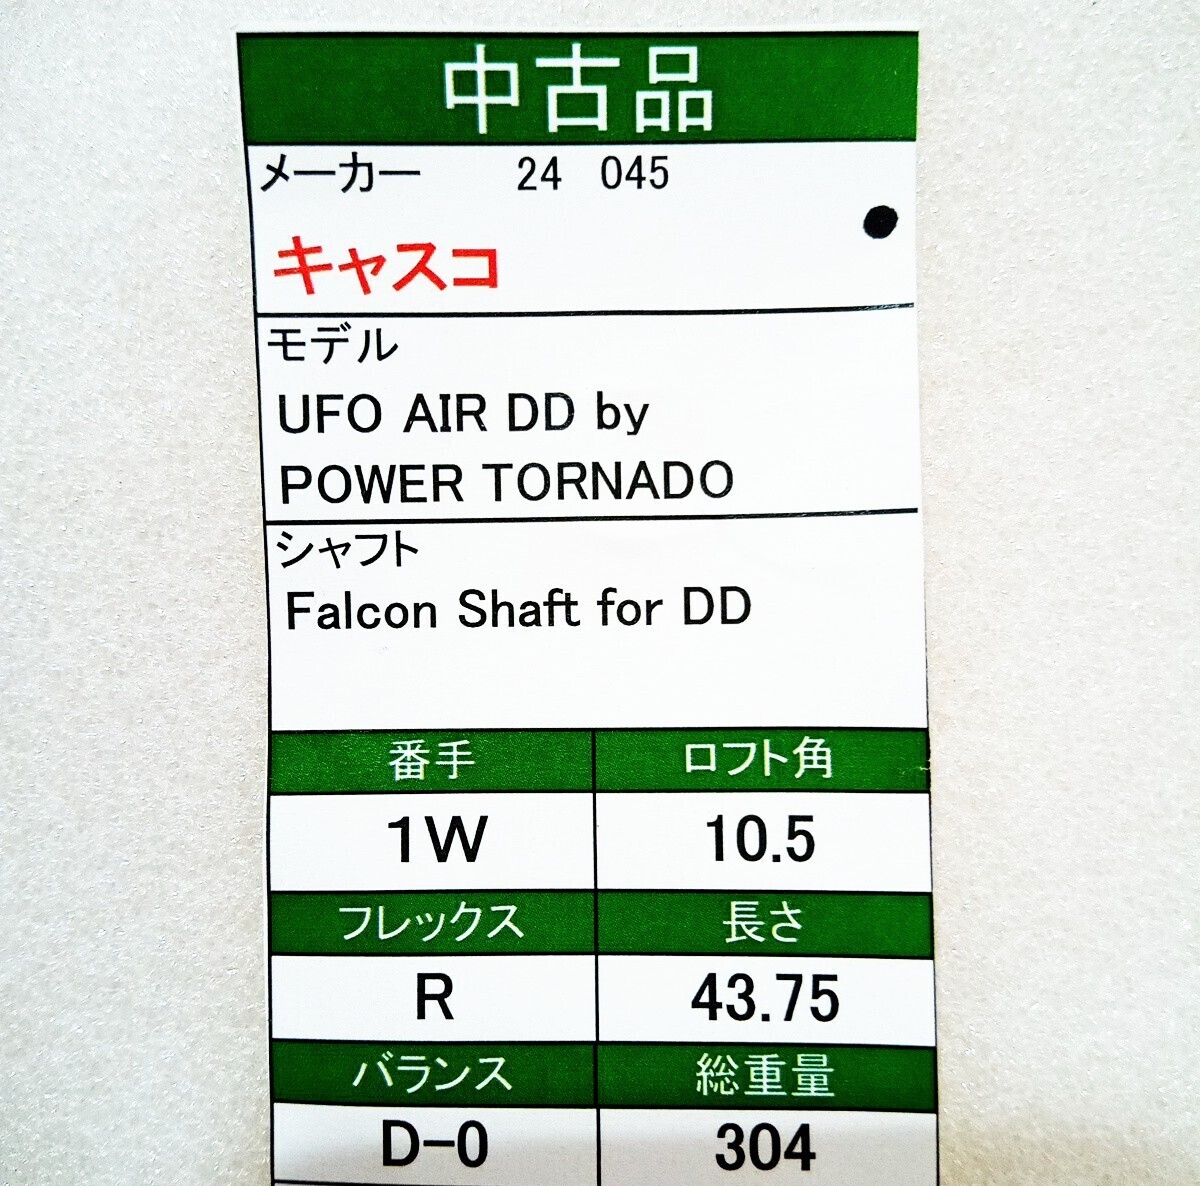 中古品
メーカー 24 045
キャスコ
モデル
UFO AIR DD by
POWER TORNADO
シャフト
Falcon Shaft for DD
番手 ロフト角
1W 10.5
フレックス 長さ
R 43.75
バランス 総重量
D-0 304